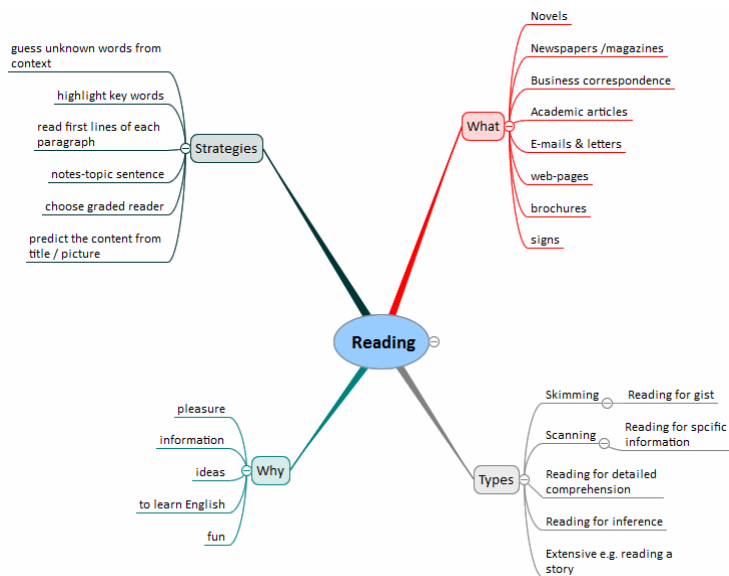 Reading
What
Novels
Newspapers /magazines
Business correspondence
Academic articles
E-mails & letters
web-pages
brochures
signs
Types
Skimming
Reading for gist
Scanning
Reading for spcific
information
Reading for detailed
comprehension
Reading for inference
Extensive e.g. reading a
story
Why
pleasure
information
ideas
to learn English
fun
Strategies
guess unknown words from
context
highlight key words
read first lines of each
paragraph
notes-topic sentence
choose graded reader
predict the content from
title / picture